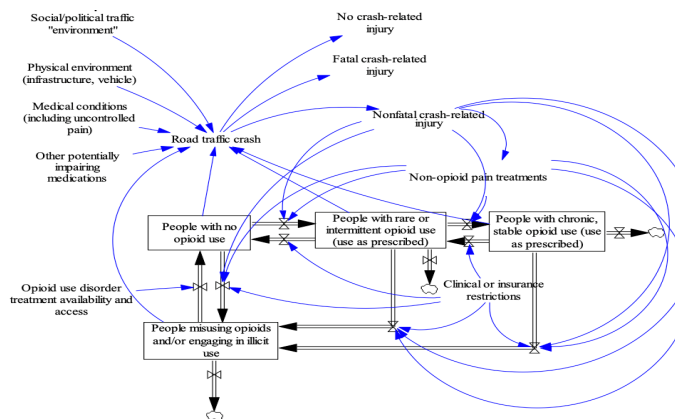 Social/political traffic
"environment"
No crash-related
injury
Fatal crash-related
injury
Physical environment
(infrastructure, vehicle)
Medical conditions
(including uncontrolled
pain)
Nonfatal crash-related
injury
Road traffic crash
Other potentially
impairing
medications
Non-opioid pain treatments
People with no
opioid use
People with rare or
intermittent opioid use
(use as prescribed)
People with chronic,
stable opioid use (use
as prescribed)
Opioid use disorder
treatment availability and
access
Clinical or insurance
restrictions
People misusing opioids
and/or engaging in illicit
use